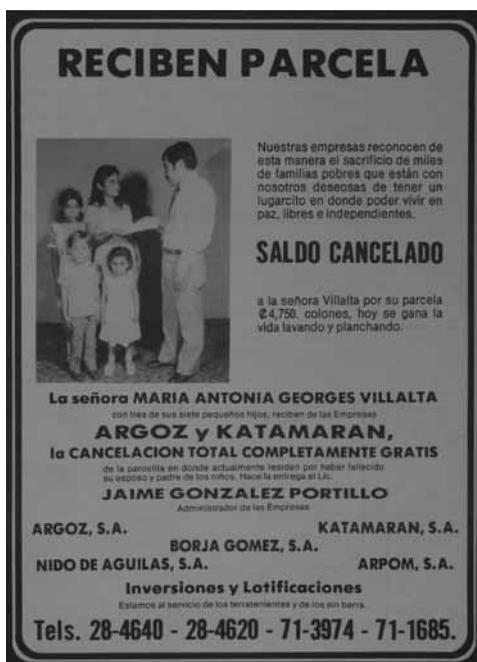 RECIBEN PARCELA
Nuestras empresas reconocen de
esta manera el sacrificio de miles
de familias pobres que están con
nosotros deseosas de tener un
lugarcito en donde poder vivir en
paz, libres e independientes.
SALDO CANCELADO
a la señora Villalta por su parcela
₡4,750. colones, hoy se gana la
vida lavando y planchando.
La señora MARIA ANTONIA GEORGES VILLALTA
con tres de sus siete pequeños hijos, reciben de las Empresas
ARGOZ y KATAMARAN,
la CANCELACION TOTAL COMPLETAMENTE GRATIS
de la parcelita en donde actualmente residen por haber fallecido
su esposo y padre de los niños. Hace la entrega el Lic.
JAIME GONZALEZ PORTILLO
Administrador de las Empresas
ARGOZ, S.A. KATAMARAN, S.A.
BORJA GOMEZ, S.A.
NIDO DE AGUILAS, S.A. ARPOM, S.A.
Inversiones y Lotificaciones
Estamos al servicio de los terratenientes y de los sin tierra.
Tels. 28-4640 - 28-4620 - 71-3974 - 71-1685.